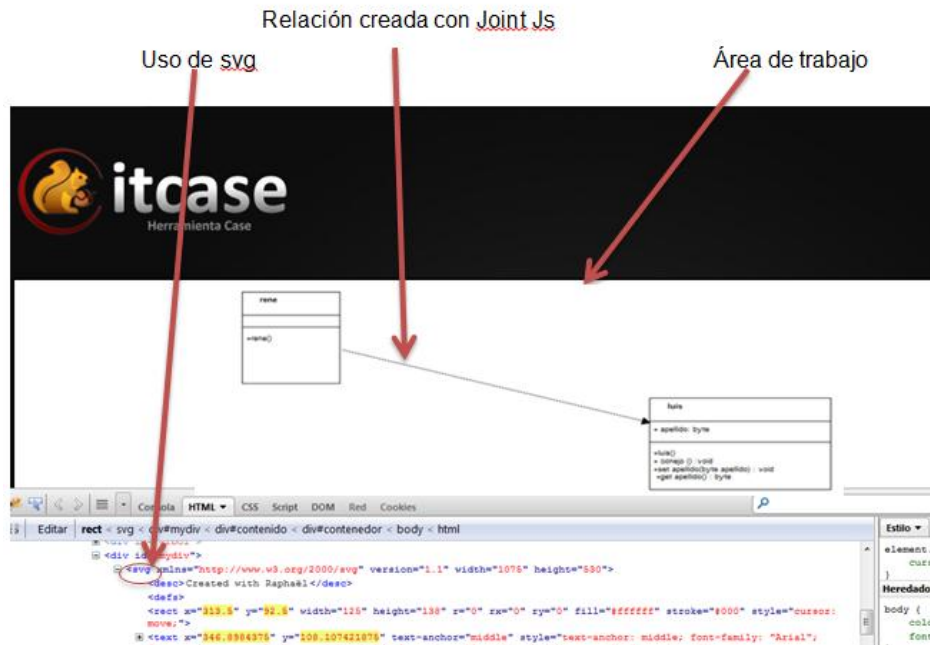 Relación creada con Joint Js
Uso de svg
Área de trabajo
itcase
Herramienta Case
rene
+rene()
luis
+ apellido: byte
+luis()
+ conejo () : void
+set apellido(byte apellido) : void
+get apellido() : byte
Consola HTML CSS Script DOM Red Cookies
Editar rect < svg < div#mydiv < div#contenido < div#contenedor < body < html
Estilo
<div id="mydiv">
<svg xmlns="http://www.w3.org/2000/svg" version="1.1" width="1075" height="530">
<desc>Created with Raphaël</desc>
<defs>
<rect x="313.5" y="92.5" width="125" height="138" r="0" rx="0" ry="0" fill="#ffffff" stroke="#000" style="cursor:
move;">
<text x="346.8984375" y="108.107421875" text-anchor="middle" style="text-anchor: middle; font-family: "Arial";
element.
curs
}
Heredado
body {
colo
font